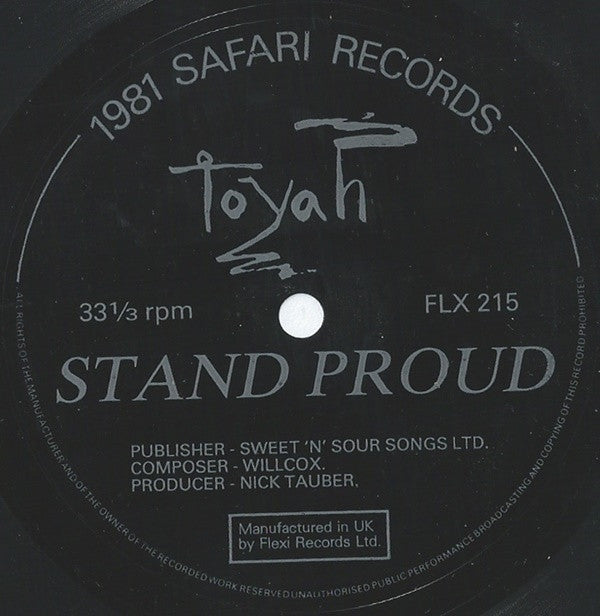 1981 SAFARI RECORDS
toyah
33⅓ rpm
FLX 215
STAND PROUD
PUBLISHER - SWEET 'N' SOUR SONGS LTD.
COMPOSER - WILLCOX.
PRODUCER - NICK TAUBER.
Manufactured in UK
by Flexi Records Ltd.
ALL RIGHTS OF THE MANUFACTURER AND OF THE OWNER OF THE RECORDED WORK RESERVED UNAUTHORISED PUBLIC PERFORMANCE BROADCASTING AND COPYING OF THIS RECORD PROHIBITED